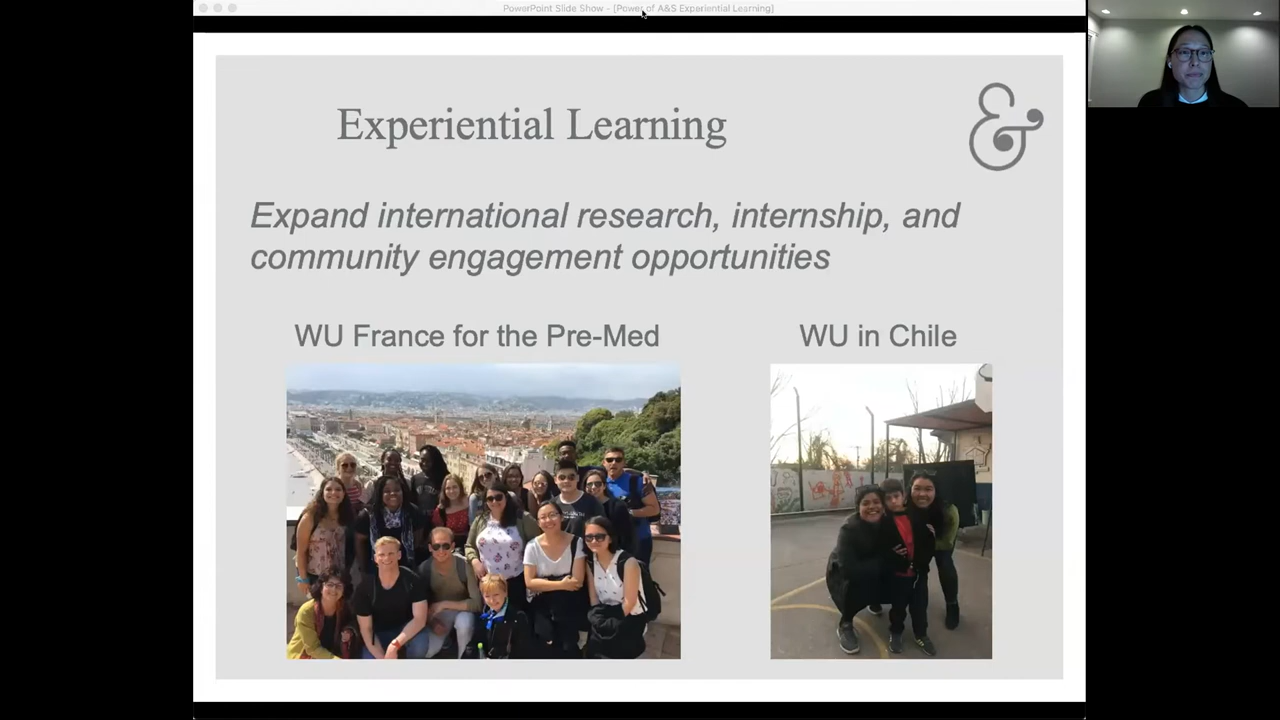 PowerPoint Slide Show - [Power of A&S Experiential Learning]
Experiential Learning
&
Expand international research, internship, and
community engagement opportunities
WU France for the Pre-Med
WU in Chile